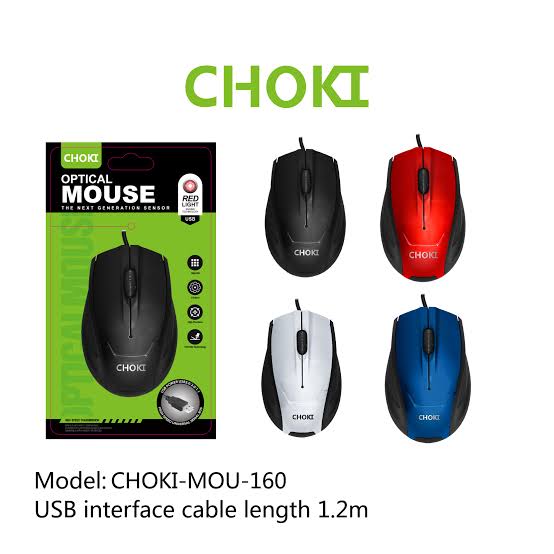 CHOKI
CHOKI
OPTICAL
MOUSE
THE NEXT GENERATION SENSOR
RED
LIGHT
USB
OPTICAL MOUSE
CHOKI
CHOKI
CHOKI
CHOKI
CHOKI
Model: CHOKI-MOU-160
USB interface cable length 1.2m